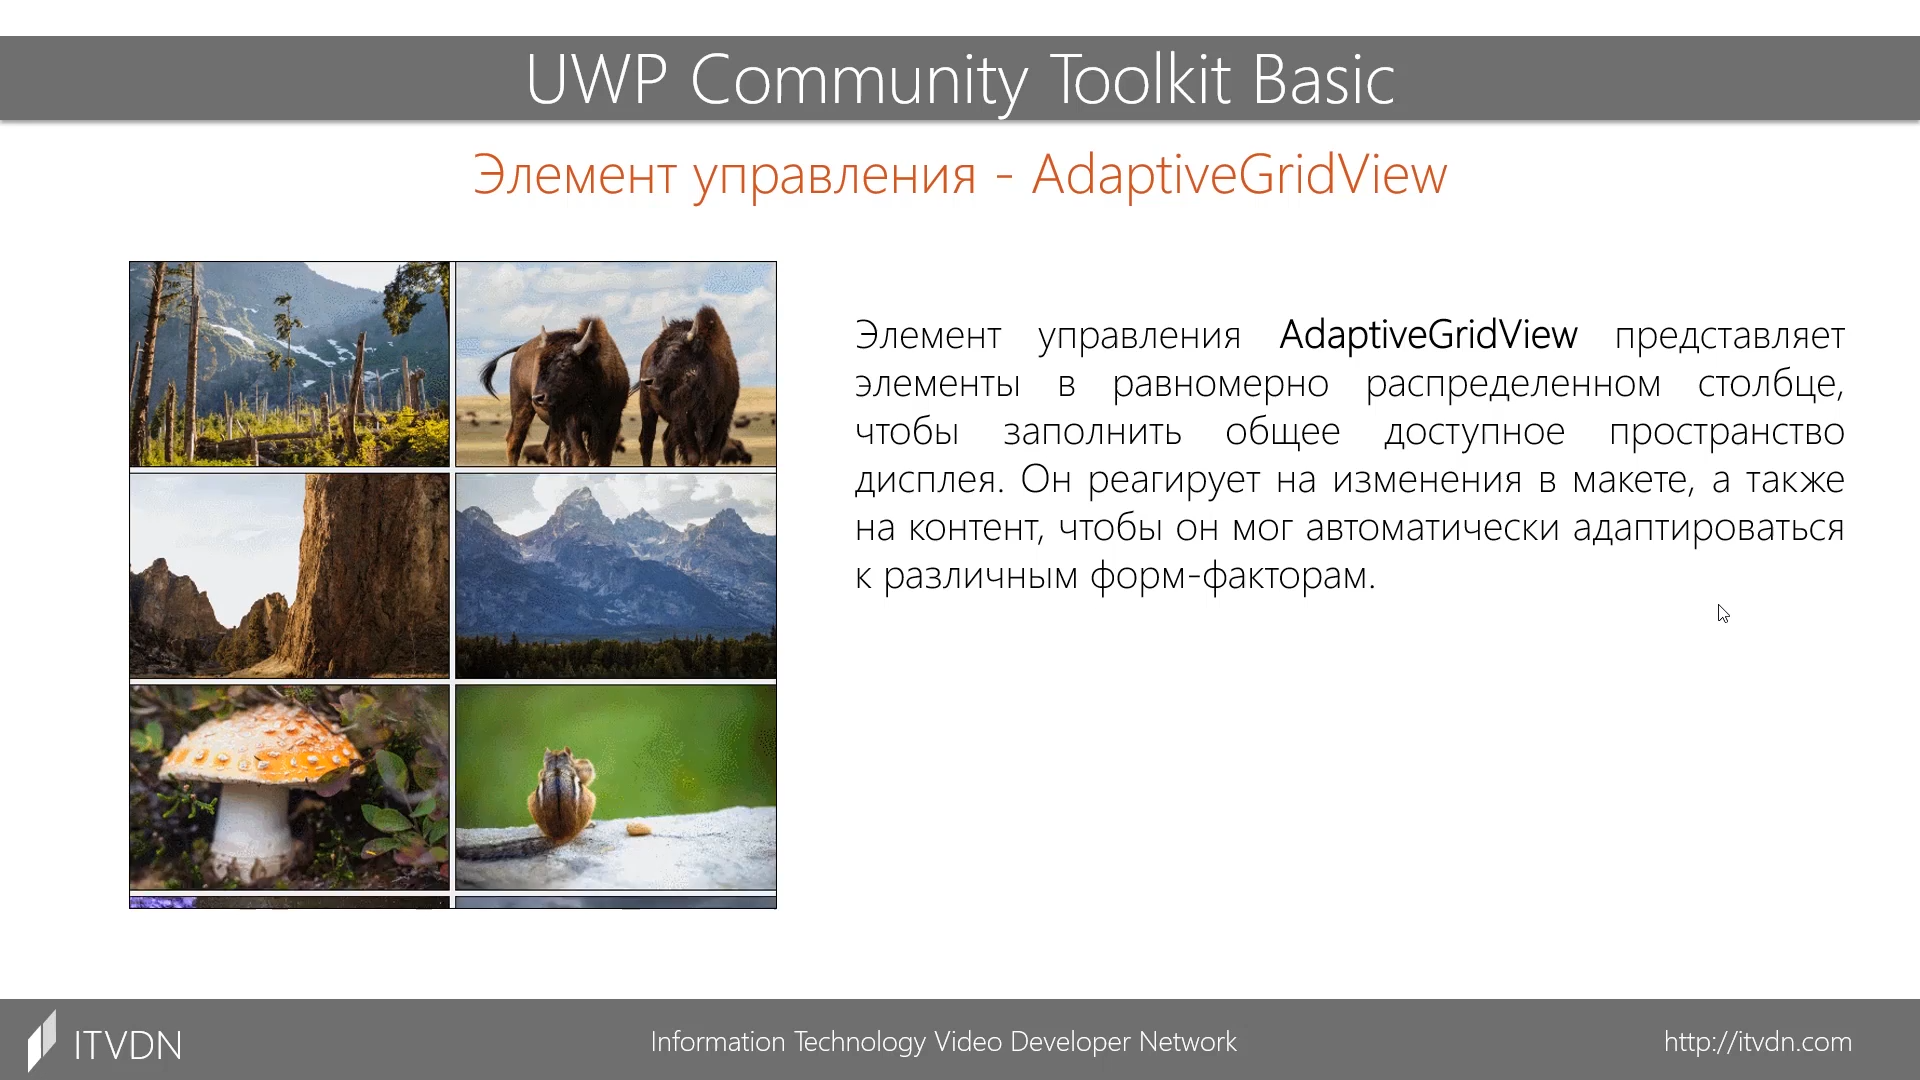 UWP Community Toolkit Basic
Элемент управления - AdaptiveGridView
Элемент управления AdaptiveGridView представляет
элементы в равномерно распределенном столбце,
чтобы заполнить общее доступное пространство
дисплея. Он реагирует на изменения в макете, а также
на контент, чтобы он мог автоматически адаптироваться
к различным форм-факторам.
ITVDN
Information Technology Video Developer Network
http://itvdn.com